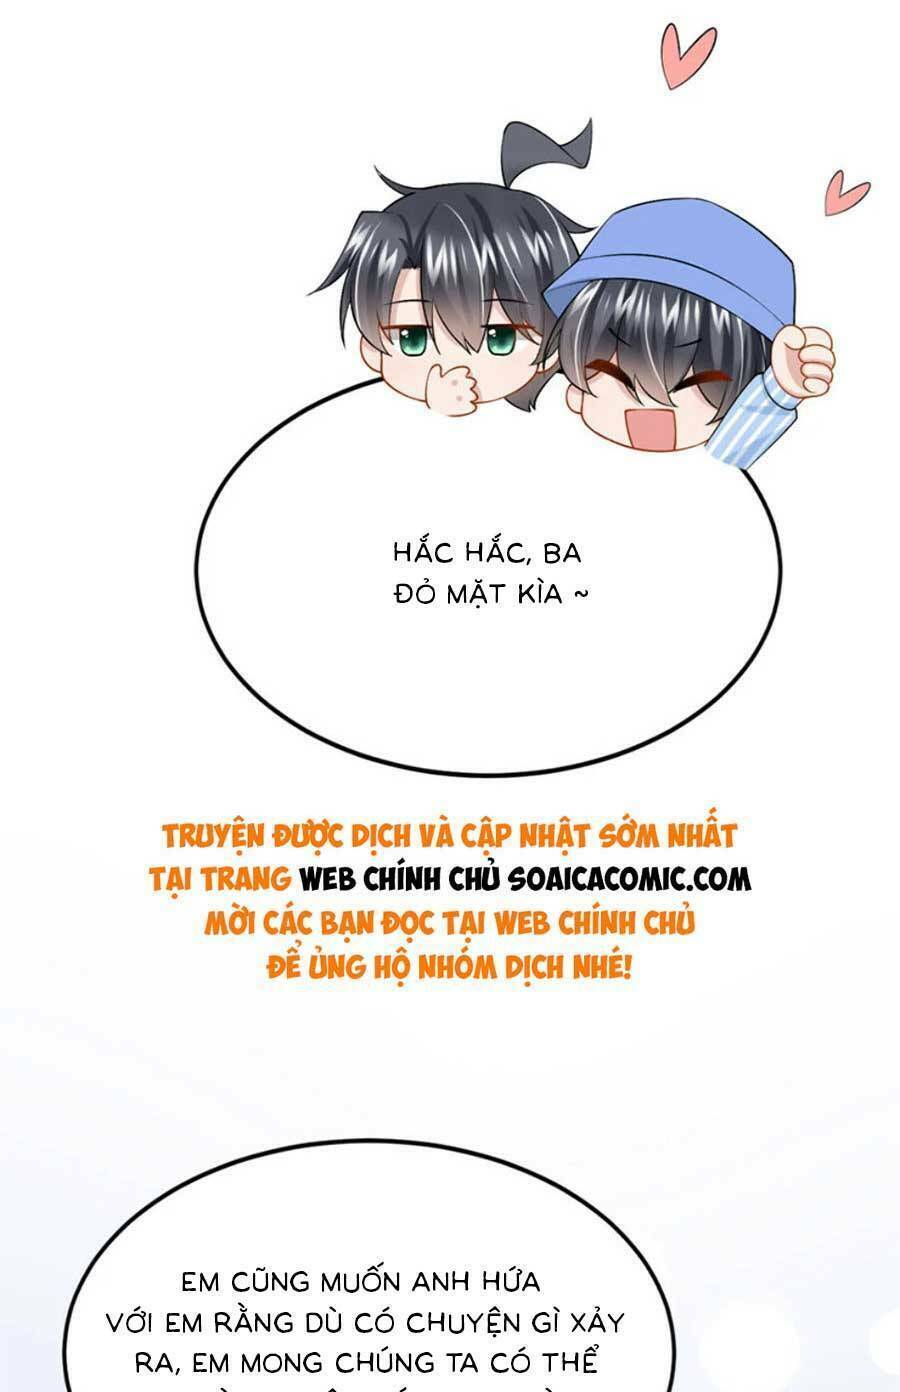 HẮC HẮC, BA
ĐỎ MẶT KÌA ~
TRUYỆN ĐƯỢC DỊCH VÀ CẬP NHẬT SỚM NHẤT
TẠI TRANG WEB CHÍNH CHỦ SOAICACOMIC.COM
MỜI CÁC BẠN ĐỌC TẠI WEB CHÍNH CHỦ
ĐỂ ỦNG HỘ NHÓM DỊCH NHÉ!
EM CŨNG MUỐN ANH HỨA
VỚI EM RẰNG DÙ CÓ CHUYỆN GÌ XẢY
RA, EM MONG CHÚNG TA CÓ THỂ